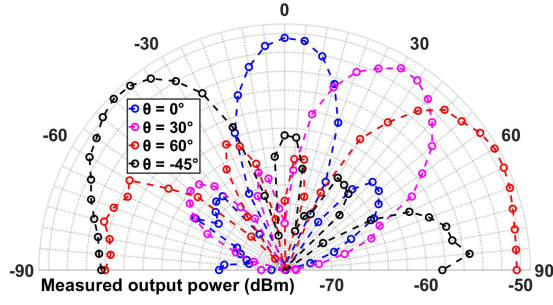 0
-30
30
-60
60
θ = 0°
θ = 30°
θ = 60°
θ = -45°
-90
90
Measured output power (dBm)
-70
-60
-50